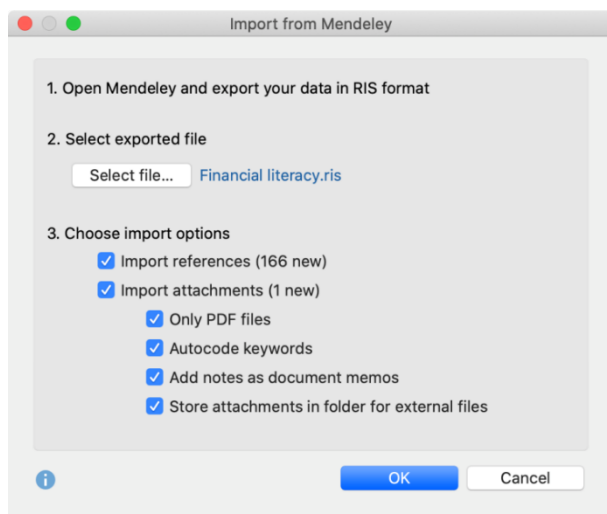 Import from Mendeley
1. Open Mendeley and export your data in RIS format
2. Select exported file
Select file... Financial literacy.ris
3. Choose import options
Import references (166 new)
Import attachments (1 new)
Only PDF files
Autocode keywords
Add notes as document memos
Store attachments in folder for external files
i OK Cancel